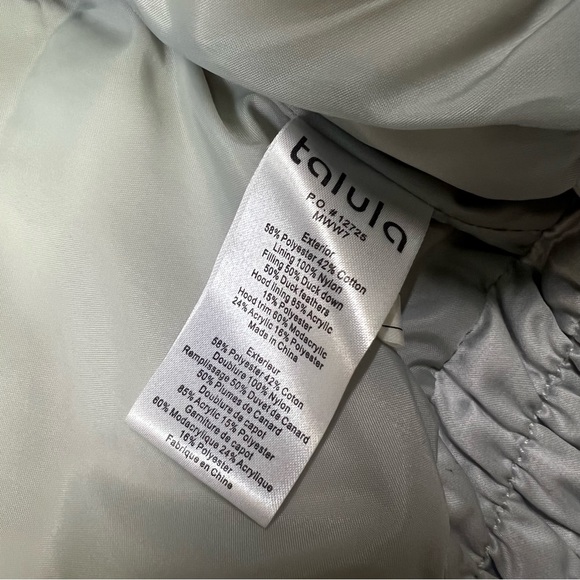 talula
P.O. # 12725
MWW7
Exterior
58% Polyester 42% Cotton
Lining 100% Nylon
Filling 50% Duck down
50% Duck feathers
Hood lining 85% Acrylic
15% Polyester
Hood trim 60% Modacrylic
24% Acrylic 16% Polyester
Made in China
Exterieur
58% Polyester 42% Coton
Doublure 100% Nylon
Remplissage 50% Duvet de Canard
50% Plumes de Canard
Doublure de capot
85% Acrylic 15% Polyester
Garniture de capot
60% Modacrylique 24% Acrylique
16% Polyester
Fabrique en Chine